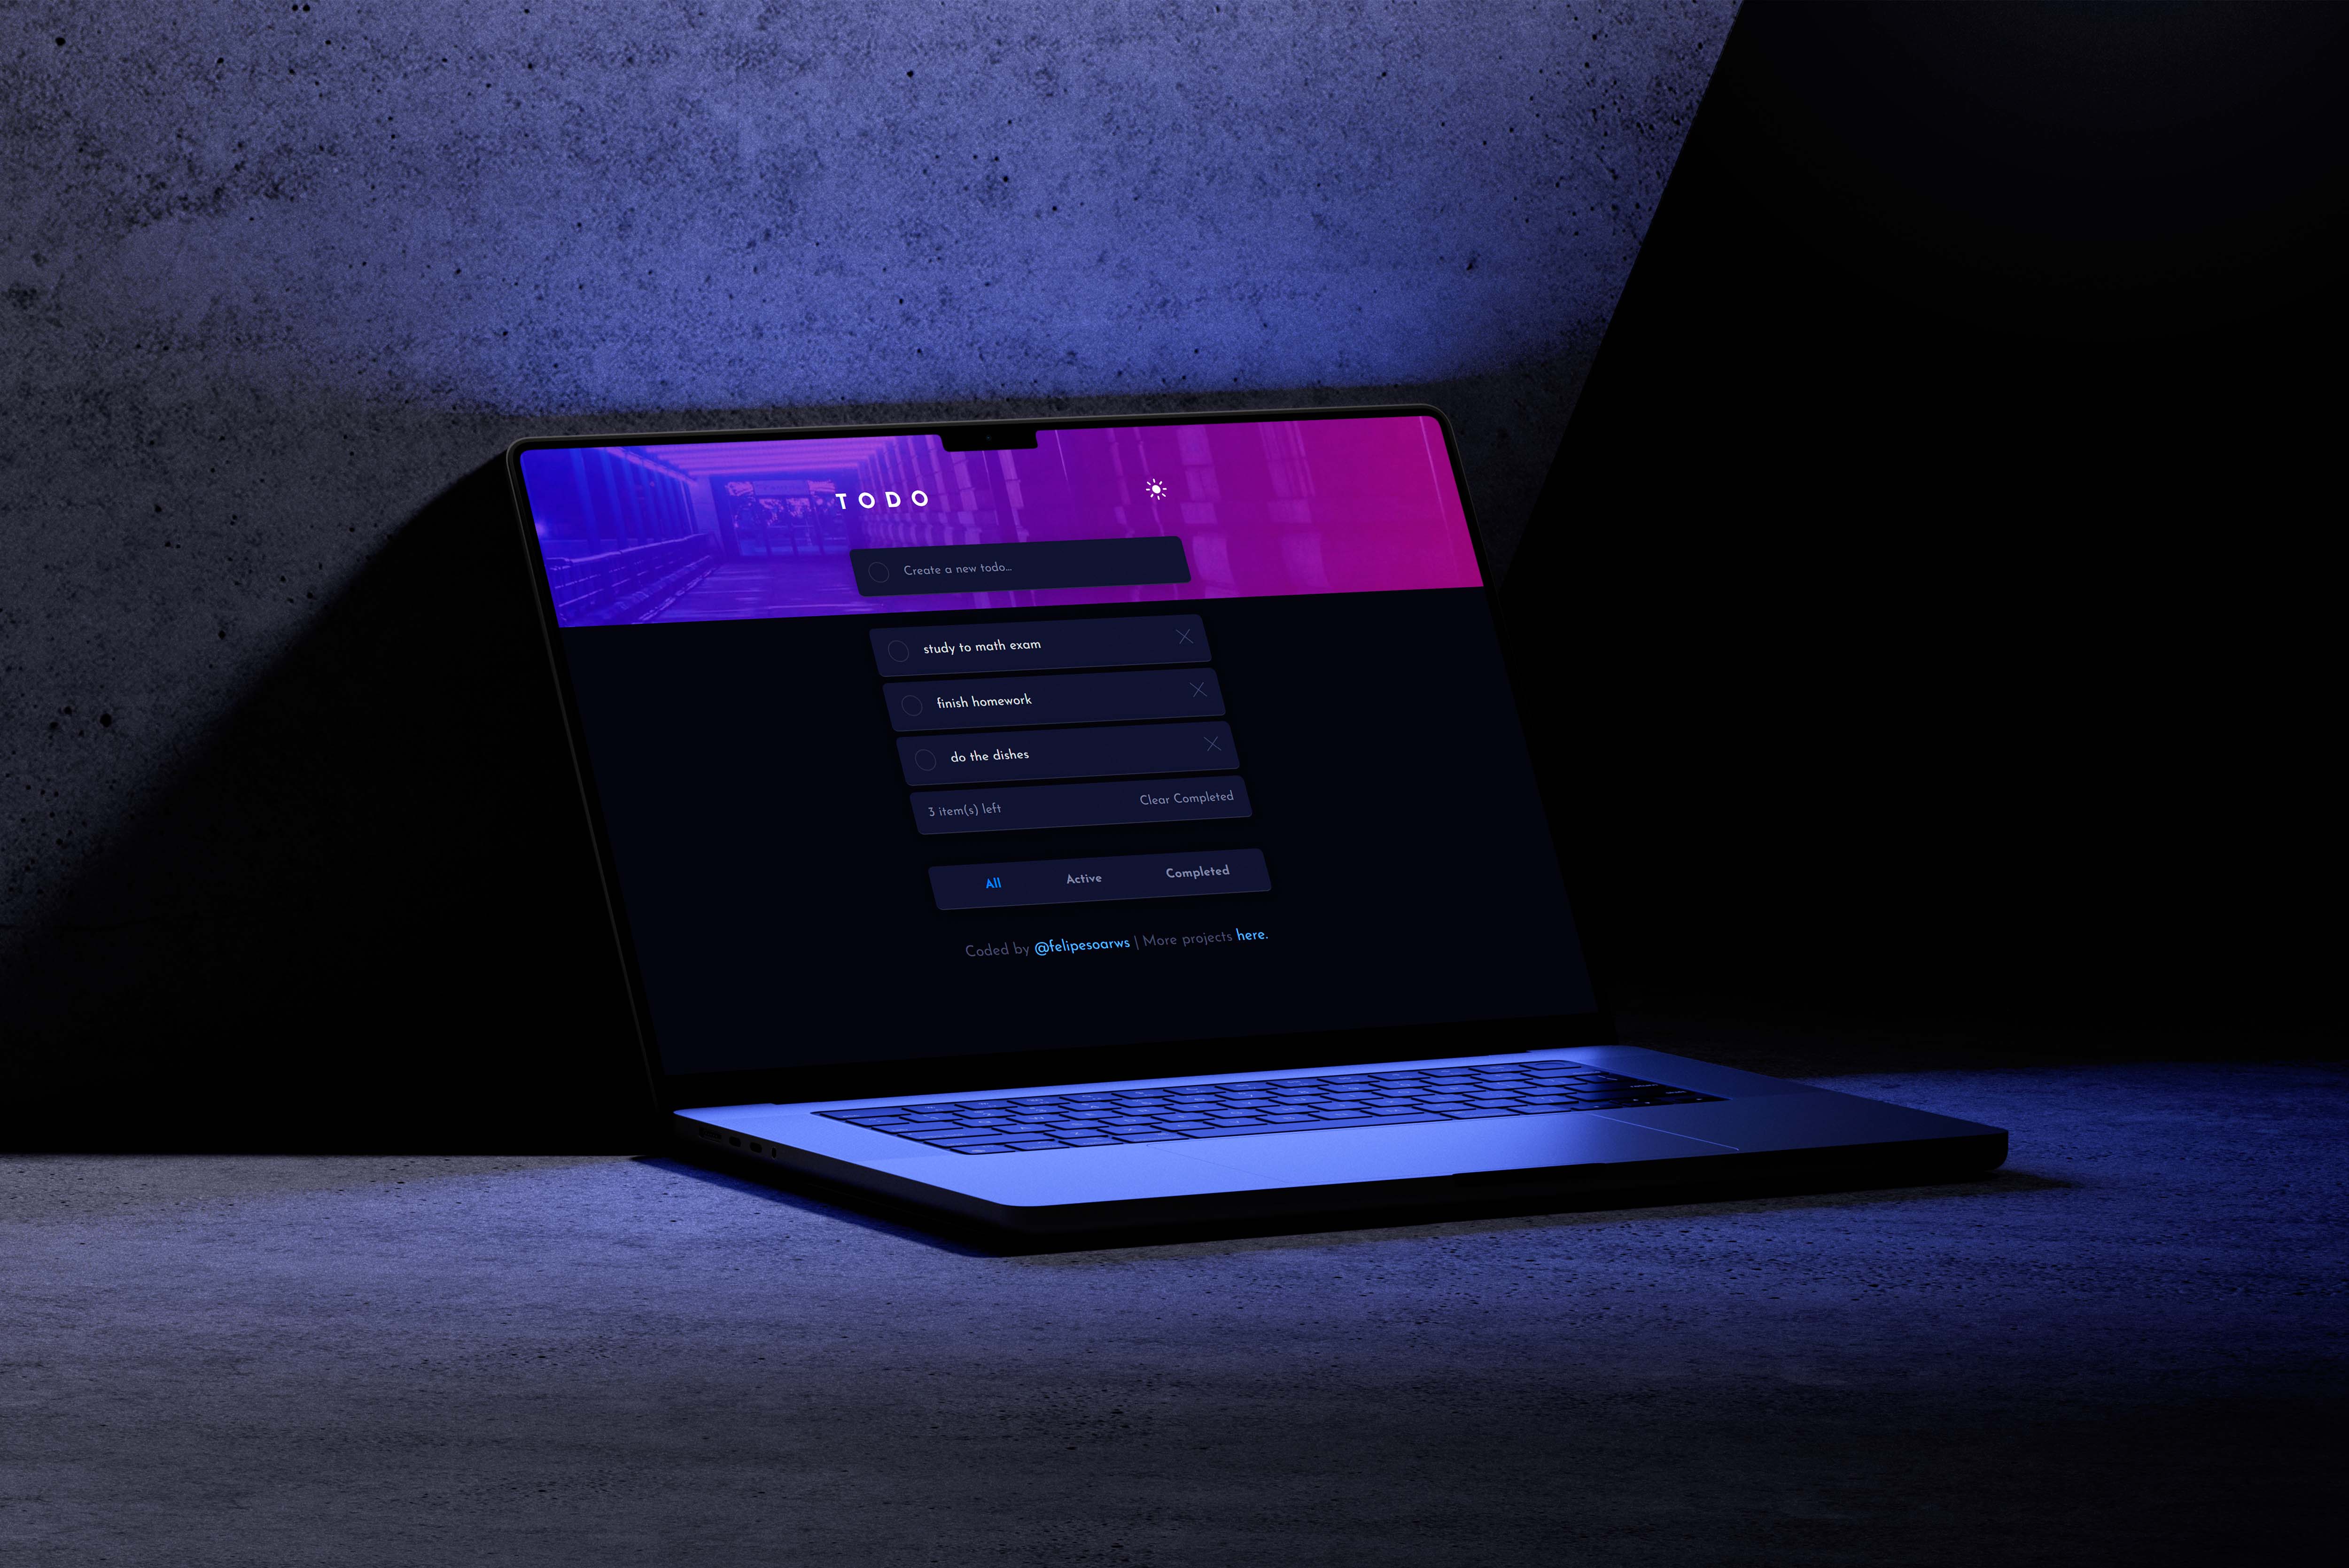 TODO
Create a new todo...
study to math exam
finish homework
do the dishes
3 item(s) left Clear Completed
All Active Completed
Coded by @felipesoarws | More projects here.